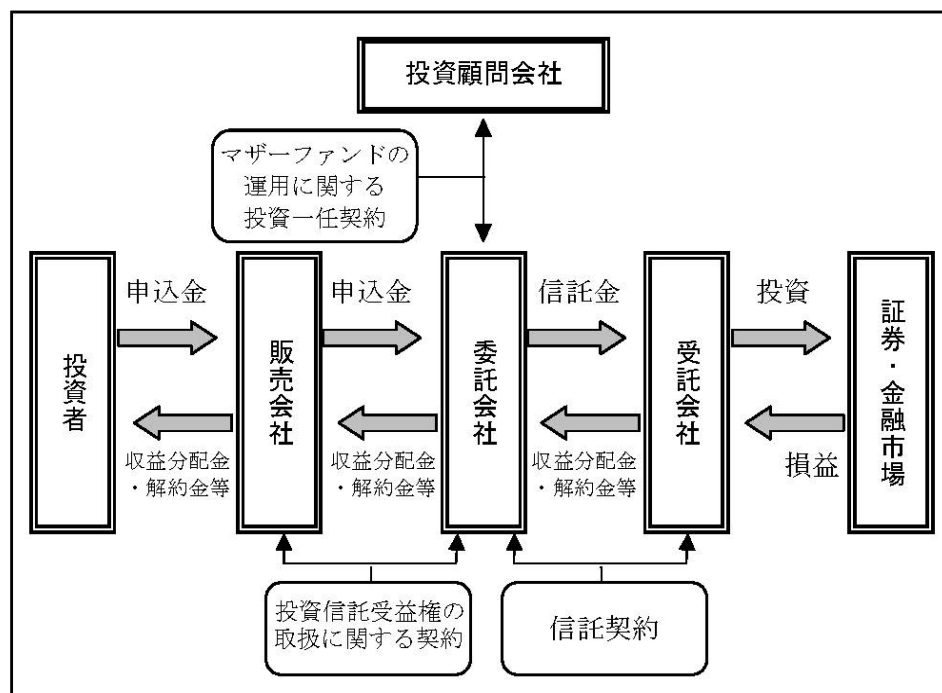 投資顧問会社
マザーファンドの
運用に関する
投資一任契約
投資者
申込金
収益分配金
・解約金等
販売会社
申込金
収益分配金
・解約金等
委託会社
信託金
収益分配金
・解約金等
受託会社
投資
損益
証券・金融市場
投資信託受益権の
取扱に関する契約
信託契約